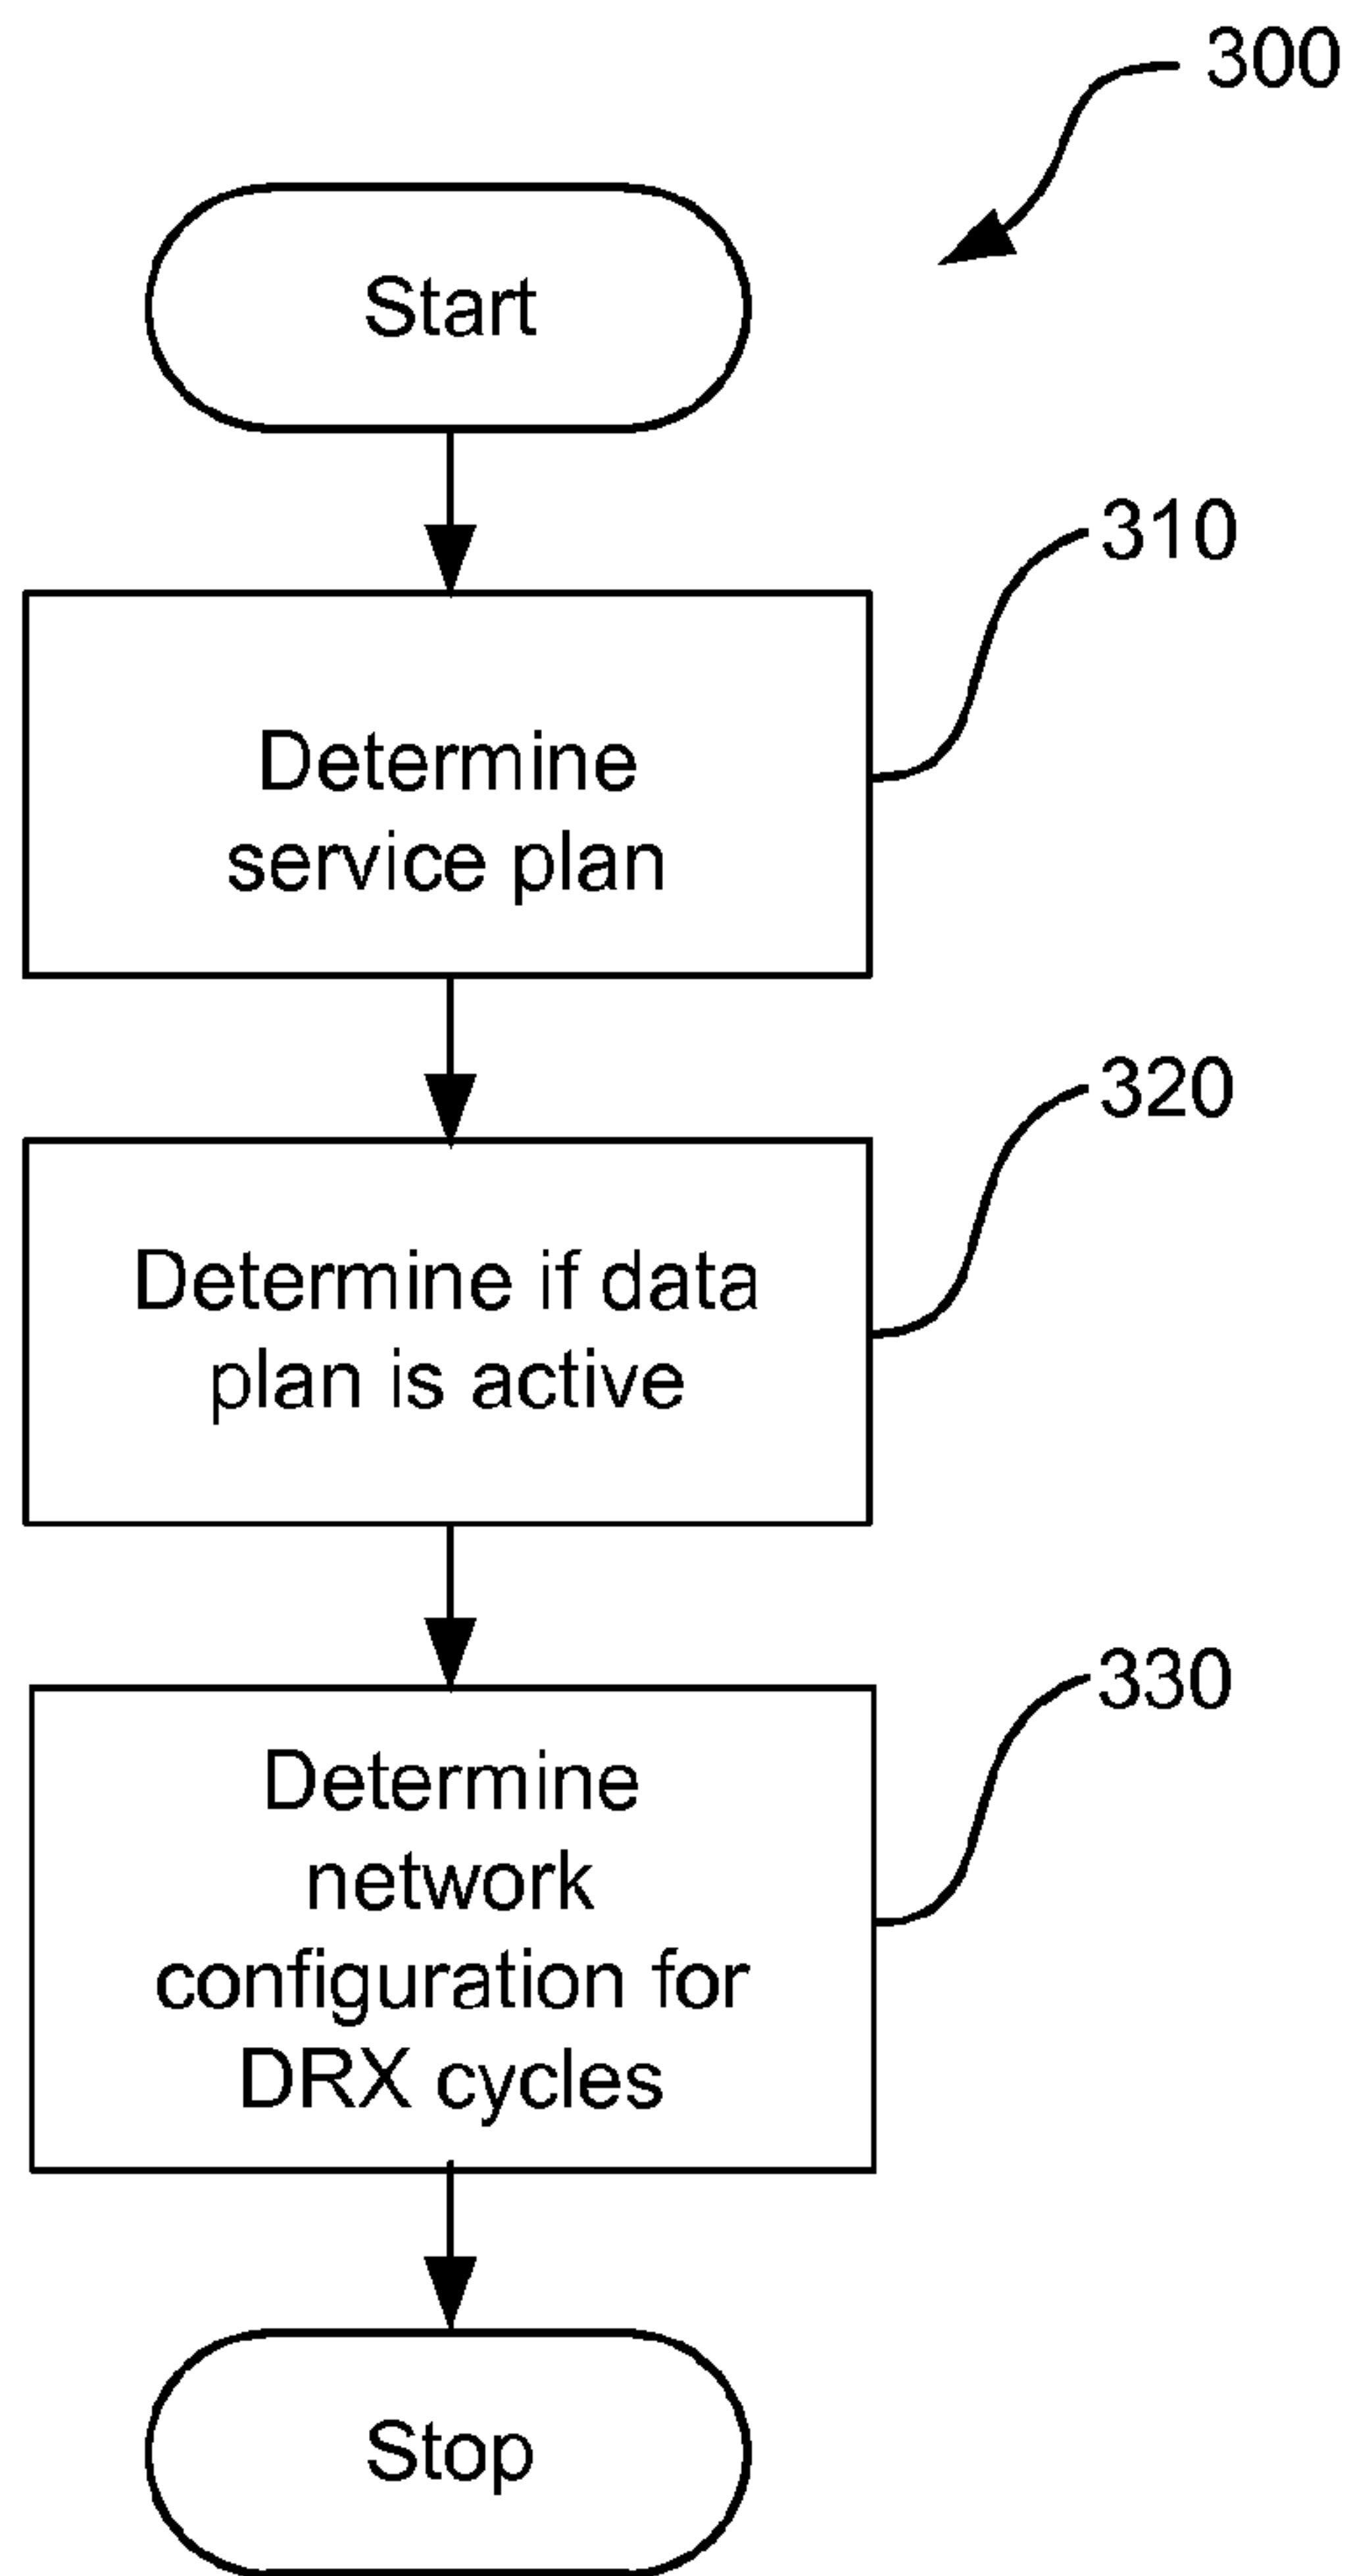 300
Start
310
Determine
service plan
320
Determine if data
plan is active
330
Determine
network
configuration for
DRX cycles
Stop